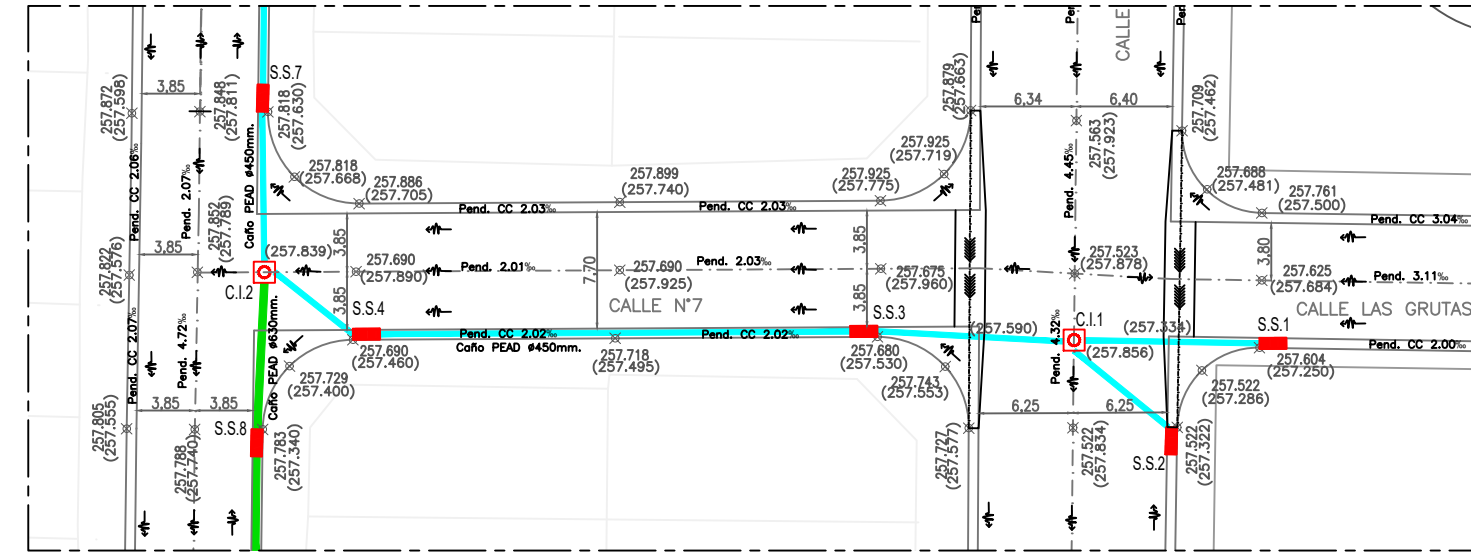 S.S.7
3,85
257.872
(257.598)
257.848
(257.811)
257.818
(257.630)
Pend. CC 2.06‰
Pend. 2.07‰
Caño PEAD ø450mm.
257.818
(257.668)
257.886
(257.705)
257.899
(257.740)
257.925
(257.775)
257.925
(257.719)
257.879
(257.663)
Pend. CC 2.03‰
Pend. CC 2.03‰
6,34
6,40
CALLE
257.563
(257.923)
257.709
(257.462)
Pend. 4.45‰
257.688
(257.481)
257.761
(257.500)
Pend. CC 3.04‰
257.852
(257.789)
3,85
257.822
(257.576)
(257.839)
C.I.2
3,85
3,85
257.690
(257.890)
Pend. 2.01‰
7,70
257.690
(257.925)
Pend. 2.03‰
3,85
3,85
257.675
(257.960)
257.523
(257.878)
3,80
257.625
(257.684)
Pend. 3.11‰
CALLE N°7
CALLE LAS GRUTAS
S.S.4
S.S.3
C.I.1
S.S.1
(257.590)
(257.334)
(257.856)
Pend. 4.32‰
Pend. CC 2.02‰
Pend. CC 2.02‰
Caño PEAD ø450mm.
Pend. CC 2.00‰
257.690
(257.460)
257.718
(257.495)
257.680
(257.530)
257.604
(257.250)
257.729
(257.400)
257.743
(257.553)
257.522
(257.286)
Pend. CC 2.07‰
Pend. 4.72‰
Caño PEAD ø630mm.
3,85
3,85
6,25
6,25
S.S.8
S.S.2
257.805
(257.555)
257.788
(257.740)
257.783
(257.340)
257.727
(257.577)
257.522
(257.834)
257.522
(257.322)